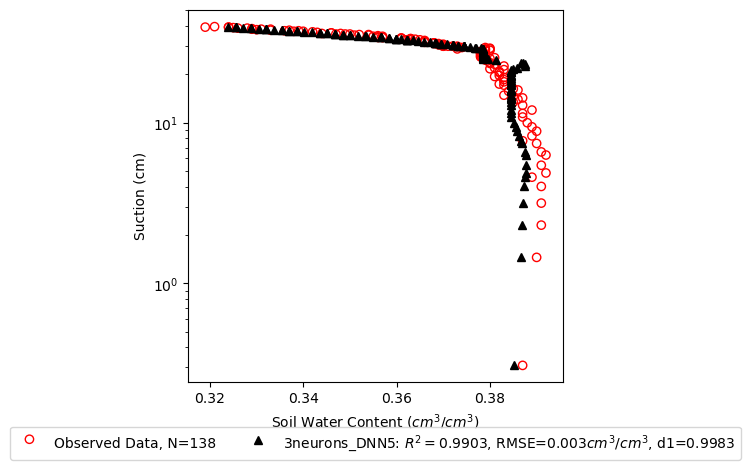 10¹
10⁰
Suction (cm)
0.32 0.34 0.36 0.38
Soil Water Content (cm³/cm³)
Observed Data, N=138 3neurons_DNN5: R² = 0.9903, RMSE=0.003cm³/cm³, d1=0.9983